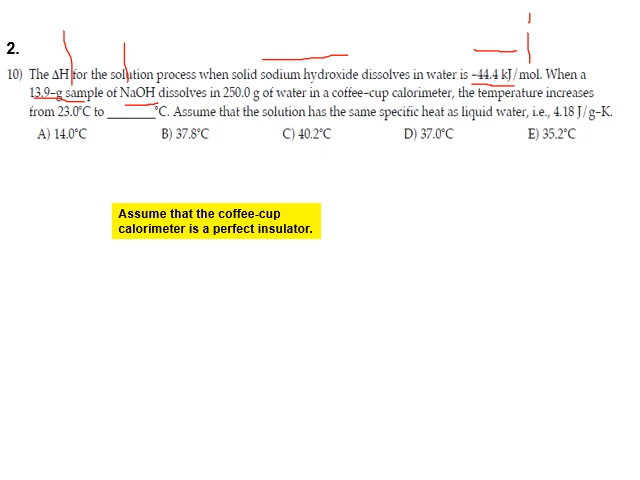 2.
10) The ΔH for the solution process when solid sodium hydroxide dissolves in water is -44.4 kJ/mol. When a
13.9-g sample of NaOH dissolves in 250.0 g of water in a coffee-cup calorimeter, the temperature increases
from 23.0°C to ________°C. Assume that the solution has the same specific heat as liquid water, i.e., 4.18 J/g-K.
A) 14.0°C B) 37.8°C C) 40.2°C D) 37.0°C E) 35.2°C
Assume that the coffee-cup
calorimeter is a perfect insulator.